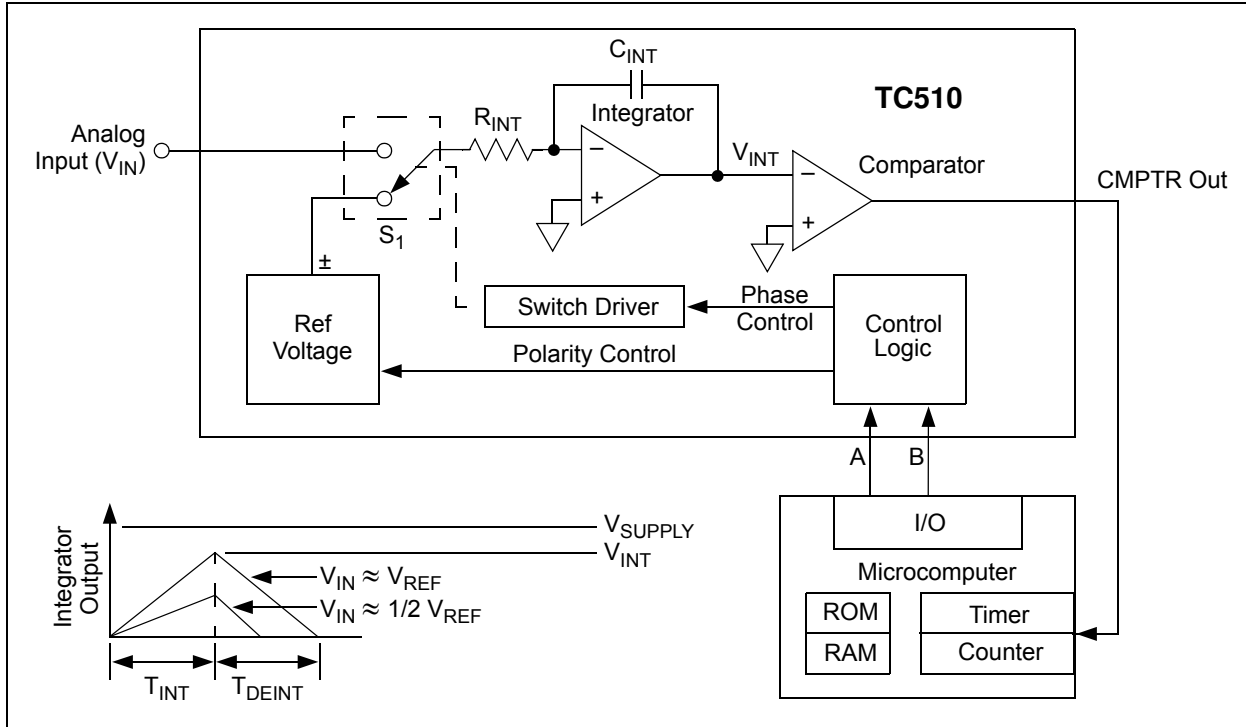 C_INT
TC510
Integrator
R_INT
Analog
Input (V_IN)
V_INT
Comparator
CMPTR Out
S_1
±
Ref
Voltage
Switch Driver
Phase
Control
Control
Logic
Polarity Control
A
B
I/O
Microcomputer
ROM
RAM
Timer
Counter
Integrator
Output
V_SUPPLY
V_INT
V_IN ≈ V_REF
V_IN ≈ 1/2 V_REF
T_INT
T_DEINT
−
+
−
+